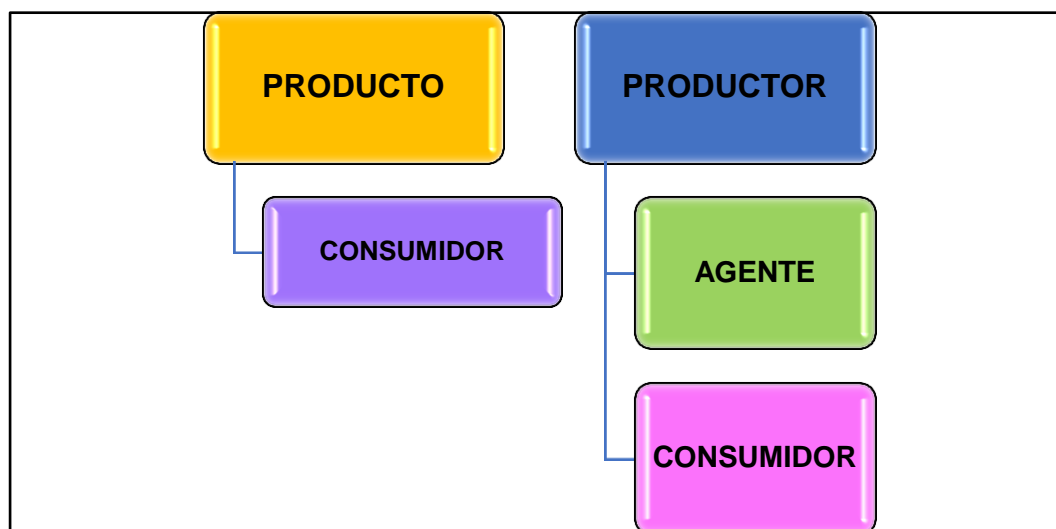 PRODUCTO
CONSUMIDOR
PRODUCTOR
AGENTE
CONSUMIDOR